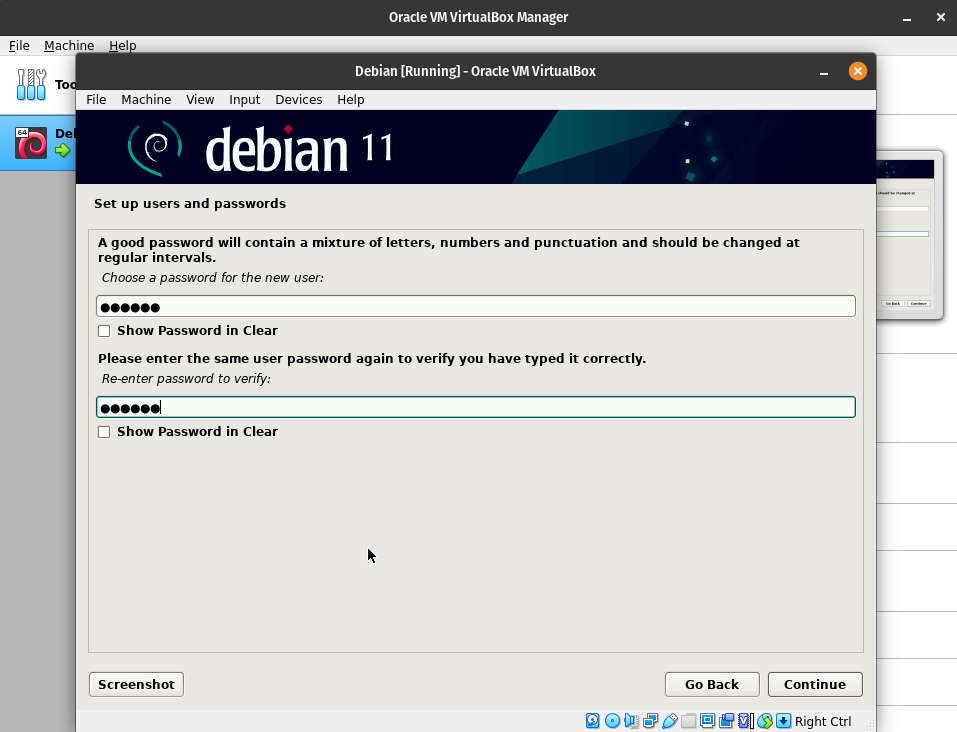 Oracle VM VirtualBox Manager
File Machine Help
Debian [Running] - Oracle VM VirtualBox
File Machine View Input Devices Help
64
debian 11
Set up users and passwords
A good password will contain a mixture of letters, numbers and punctuation and should be changed at
regular intervals.
Choose a password for the new user:
●●●●●●
Show Password in Clear
Please enter the same user password again to verify you have typed it correctly.
Re-enter password to verify:
●●●●●●
Show Password in Clear
Screenshot
Go Back
Continue
Right Ctrl